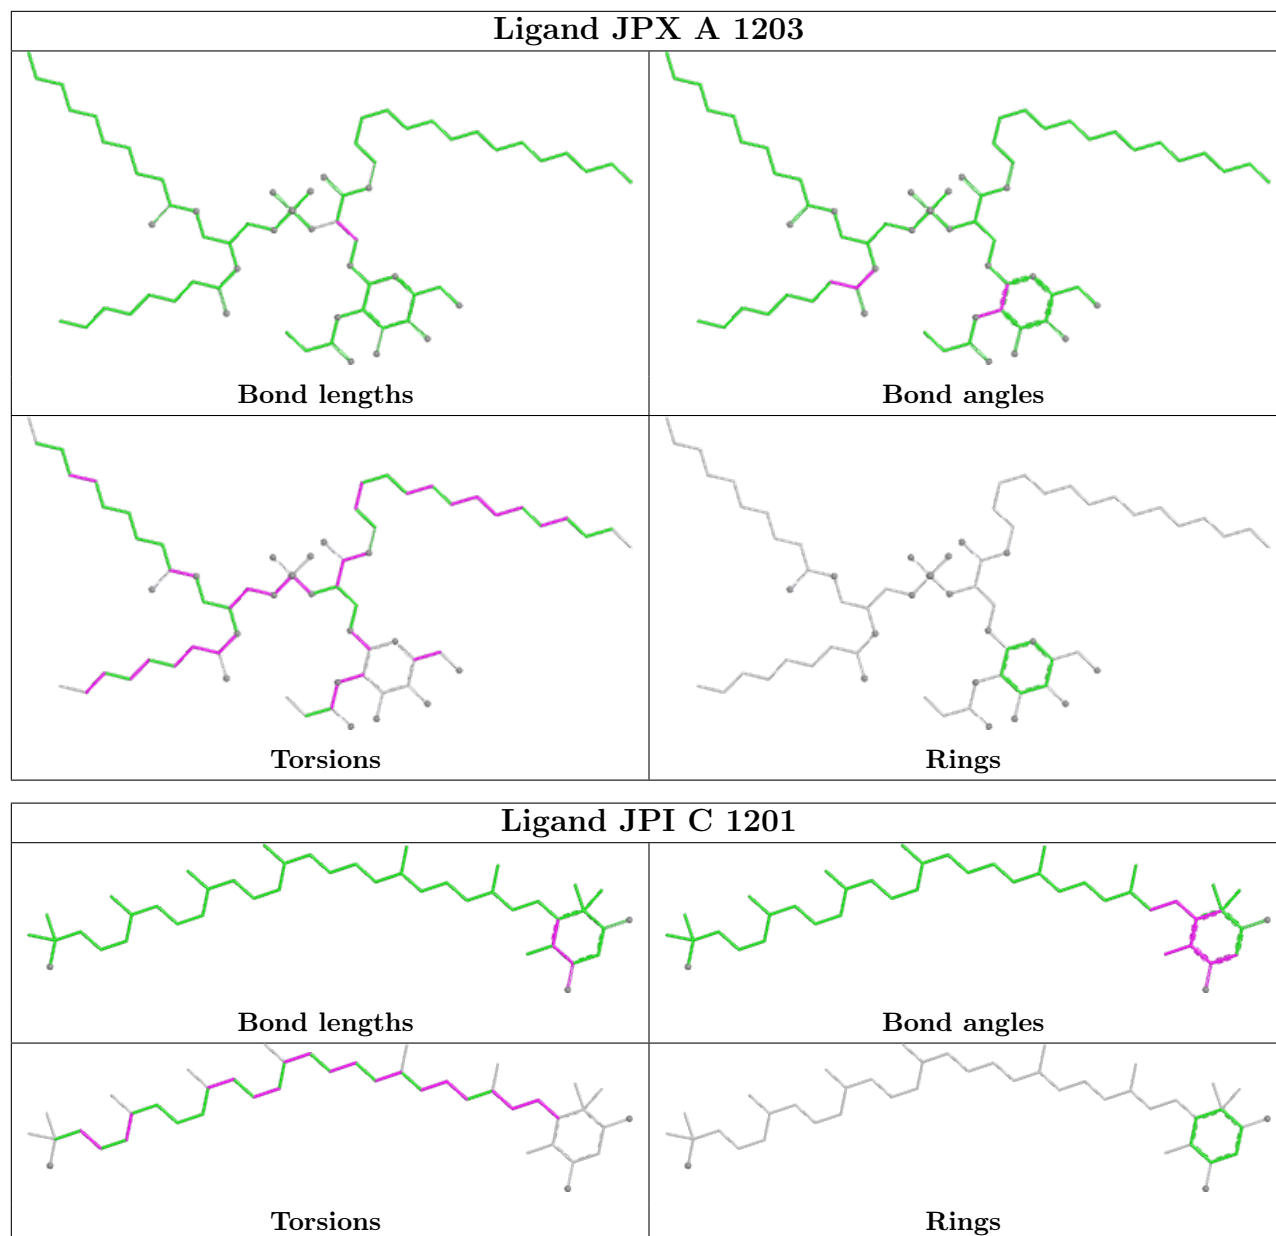 Ligand JPX A 1203
Bond lengths
Bond angles
Torsions
Rings
Ligand JPI C 1201
Bond lengths
Bond angles
Torsions
Rings